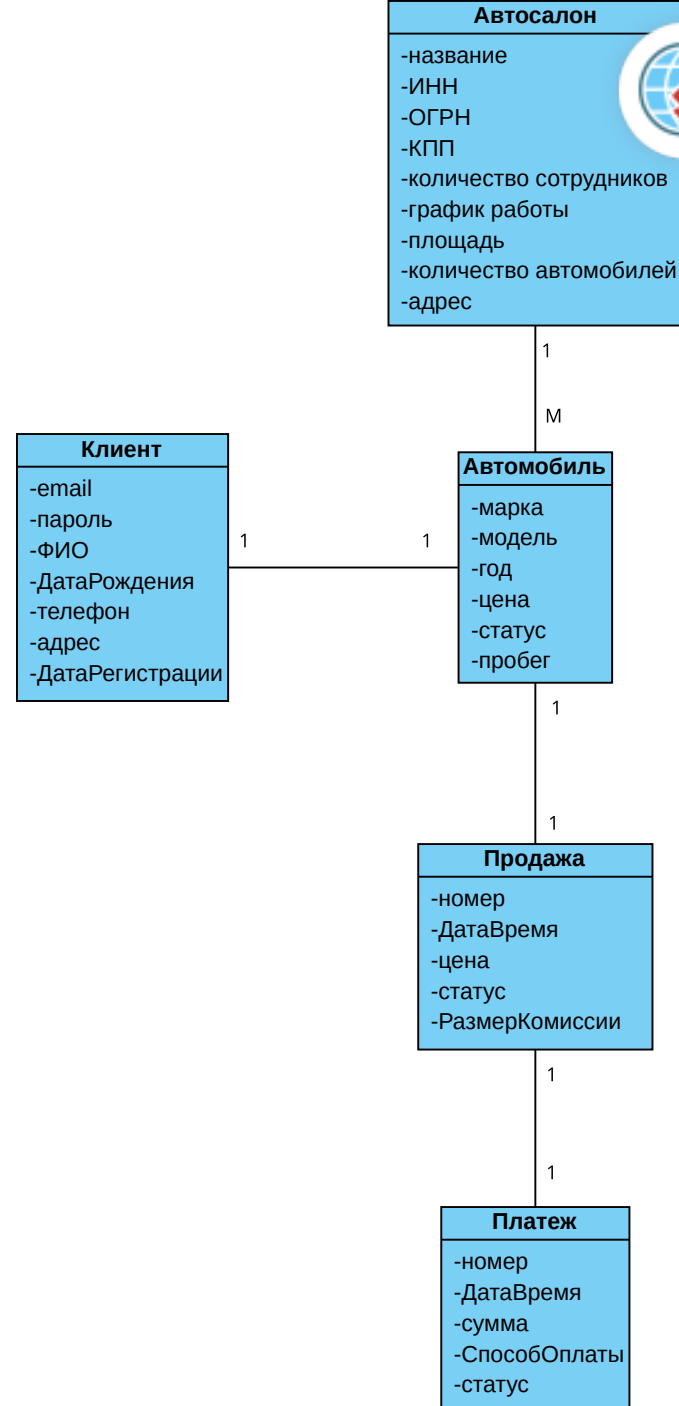 Автосалон
-название
-ИНН
-ОГРН
-КПП
-количество сотрудников
-график работы
-площадь
-количество автомобилей
-адрес
1
М
Клиент
-email
-пароль
-ФИО
-ДатаРождения
-телефон
-адрес
-ДатаРегистрации
1
1
Автомобиль
-марка
-модель
-год
-цена
-статус
-пробег
1
1
Продажа
-номер
-ДатаВремя
-цена
-статус
-РазмерКомиссии
1
1
Платеж
-номер
-ДатаВремя
-сумма
-СпособОплаты
-статус